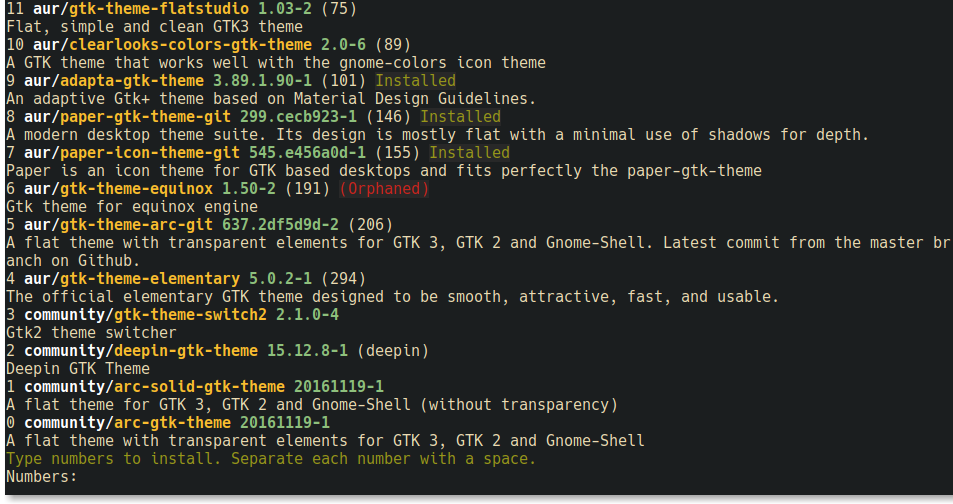 11 aur/gtk-theme-flatstudio 1.03-2 (75)
Flat, simple and clean GTK3 theme
10 aur/clearlooks-colors-gtk-theme 2.0-6 (89)
A GTK theme that works well with the gnome-colors icon theme
9 aur/adapta-gtk-theme 3.89.1.90-1 (101) Installed
An adaptive Gtk+ theme based on Material Design Guidelines.
8 aur/paper-gtk-theme-git 299.cecb923-1 (146) Installed
A modern desktop theme suite. Its design is mostly flat with a minimal use of shadows for depth.
7 aur/paper-icon-theme-git 545.e456a0d-1 (155) Installed
Paper is an icon theme for GTK based desktops and fits perfectly the paper-gtk-theme
6 aur/gtk-theme-equinox 1.50-2 (191) (Orphaned)
Gtk theme for equinox engine
5 aur/gtk-theme-arc-git 637.2df5d9d-2 (206)
A flat theme with transparent elements for GTK 3, GTK 2 and Gnome-Shell. Latest commit from the master br
anch on Github.
4 aur/gtk-theme-elementary 5.0.2-1 (294)
The official elementary GTK theme designed to be smooth, attractive, fast, and usable.
3 community/gtk-theme-switch2 2.1.0-4
Gtk2 theme switcher
2 community/deepin-gtk-theme 15.12.8-1 (deepin)
Deepin GTK Theme
1 community/arc-solid-gtk-theme 20161119-1
A flat theme for GTK 3, GTK 2 and Gnome-Shell (without transparency)
0 community/arc-gtk-theme 20161119-1
A flat theme with transparent elements for GTK 3, GTK 2 and Gnome-Shell
Type numbers to install. Separate each number with a space.
Numbers: